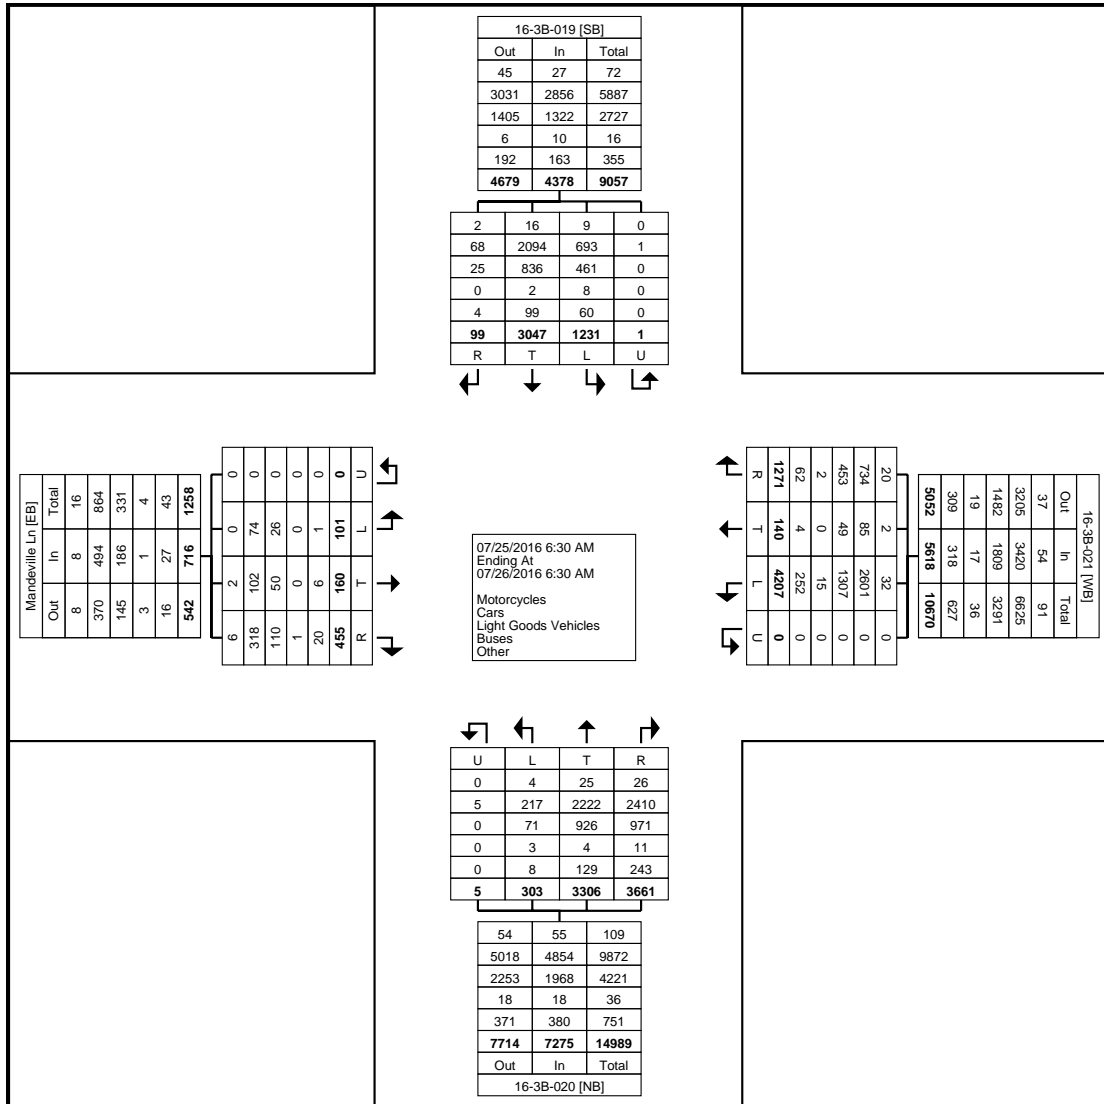 16-3B-019 [SB]
Out In Total
45 27 72
3031 2856 5887
1405 1322 2727
6 10 16
192 163 355
4679 4378 9057
2 16 9 0
68 2094 693 1
25 836 461 0
0 2 8 0
4 99 60 0
99 3047 1231 1
R T L U
Mandeville Ln [EB]
Total In Out
16 8 8
864 494 370
331 186 145
4 1 3
43 27 16
1258 716 542
0 0 2 6
0 74 102 318
0 26 50 110
0 0 0 1
0 1 6 20
0 101 160 455
U L T R
07/25/2016 6:30 AM
Ending At
07/26/2016 6:30 AM
Motorcycles
Cars
Light Goods Vehicles
Buses
Other
16-3B-021 [WB]
Out In Total
37 54 91
3205 3420 6625
1482 1809 3291
19 17 36
309 318 627
5052 5618 10670
20 2 32 0
734 85 2601 0
453 49 1307 0
2 0 15 0
62 4 252 0
1271 140 4207 0
R T L U
U L T R
0 4 25 26
5 217 2222 2410
0 71 926 971
0 3 4 11
0 8 129 243
5 303 3306 3661
54 55 109
5018 4854 9872
2253 1968 4221
18 18 36
371 380 751
7714 7275 14989
Out In Total
16-3B-020 [NB]